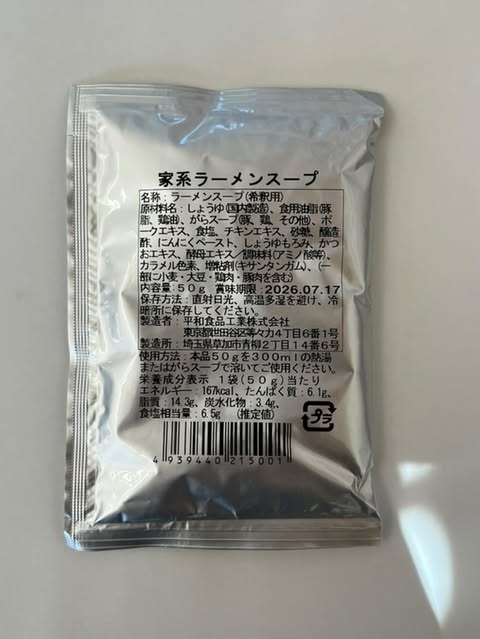 家系ラーメンスープ
名称:ラーメンスープ(希釈用)
原材料名:しょうゆ(国内製造)、食用油脂(豚
脂、鶏油)、がらスープ(豚、鶏、その他)、ポ
ークエキス、食塩、チキンエキス、砂糖、醸造
酢、にんにくペースト、しょうゆもろみ、かつ
おエキス、酵母エキス/調味料(アミノ酸等)、
カラメル色素、増粘剤(キサンタンガム)、(一
部に小麦・大豆・鶏肉・豚肉を含む)
内容量:50g 賞味期限:2026.07.17
保存方法:直射日光、高温多湿を避け、冷
暗所に保存してください。
製造者:平和食品工業株式会社
東京都世田谷区等々力4丁目6番1号
製造所:埼玉県草加市青柳2丁目14番6号
使用方法:本品50gを300mlの熱湯
またはがらスープで溶いてご使用ください。
栄養成分表示 1袋(50g)当たり
エネルギー:167kcal、たんぱく質:6.1g、
脂質:14.3g、炭水化物:3.4g、
食塩相当量:6.5g (推定値)
プラ
4939440215001